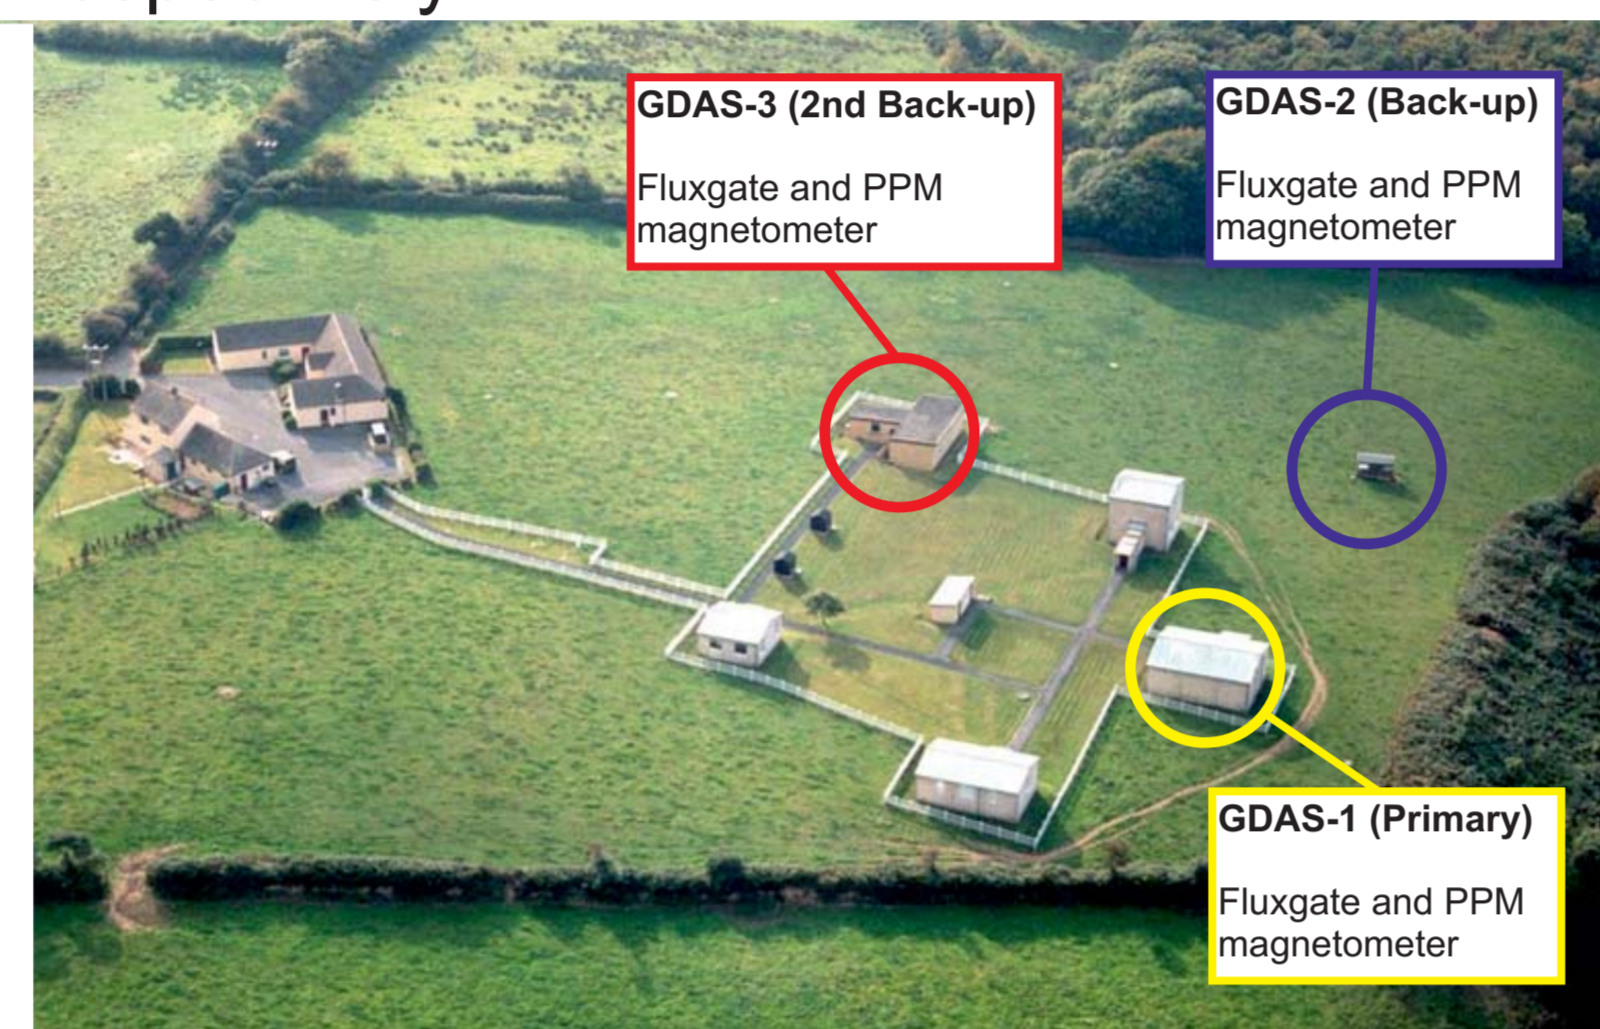 GDAS-3 (2nd Back-up)
Fluxgate and PPM
magnetometer
GDAS-2 (Back-up)
Fluxgate and PPM
magnetometer
GDAS-1 (Primary)
Fluxgate and PPM
magnetometer